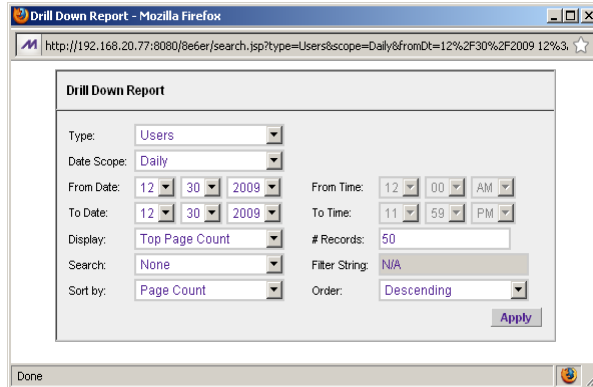 Drill Down Report - Mozilla Firefox
http://192.168.20.77:8080/8e6er/search.jsp?type=Users&scope=Daily&fromDt=12%2F30%2F2009 12%3
Drill Down Report
Type: Users
Date Scope: Daily
From Date: 12 30 2009 From Time: 12 00 AM
To Date: 12 30 2009 To Time: 11 59 PM
Display: Top Page Count # Records: 50
Search: None Filter String: N/A
Sort by: Page Count Order: Descending
Apply
Done